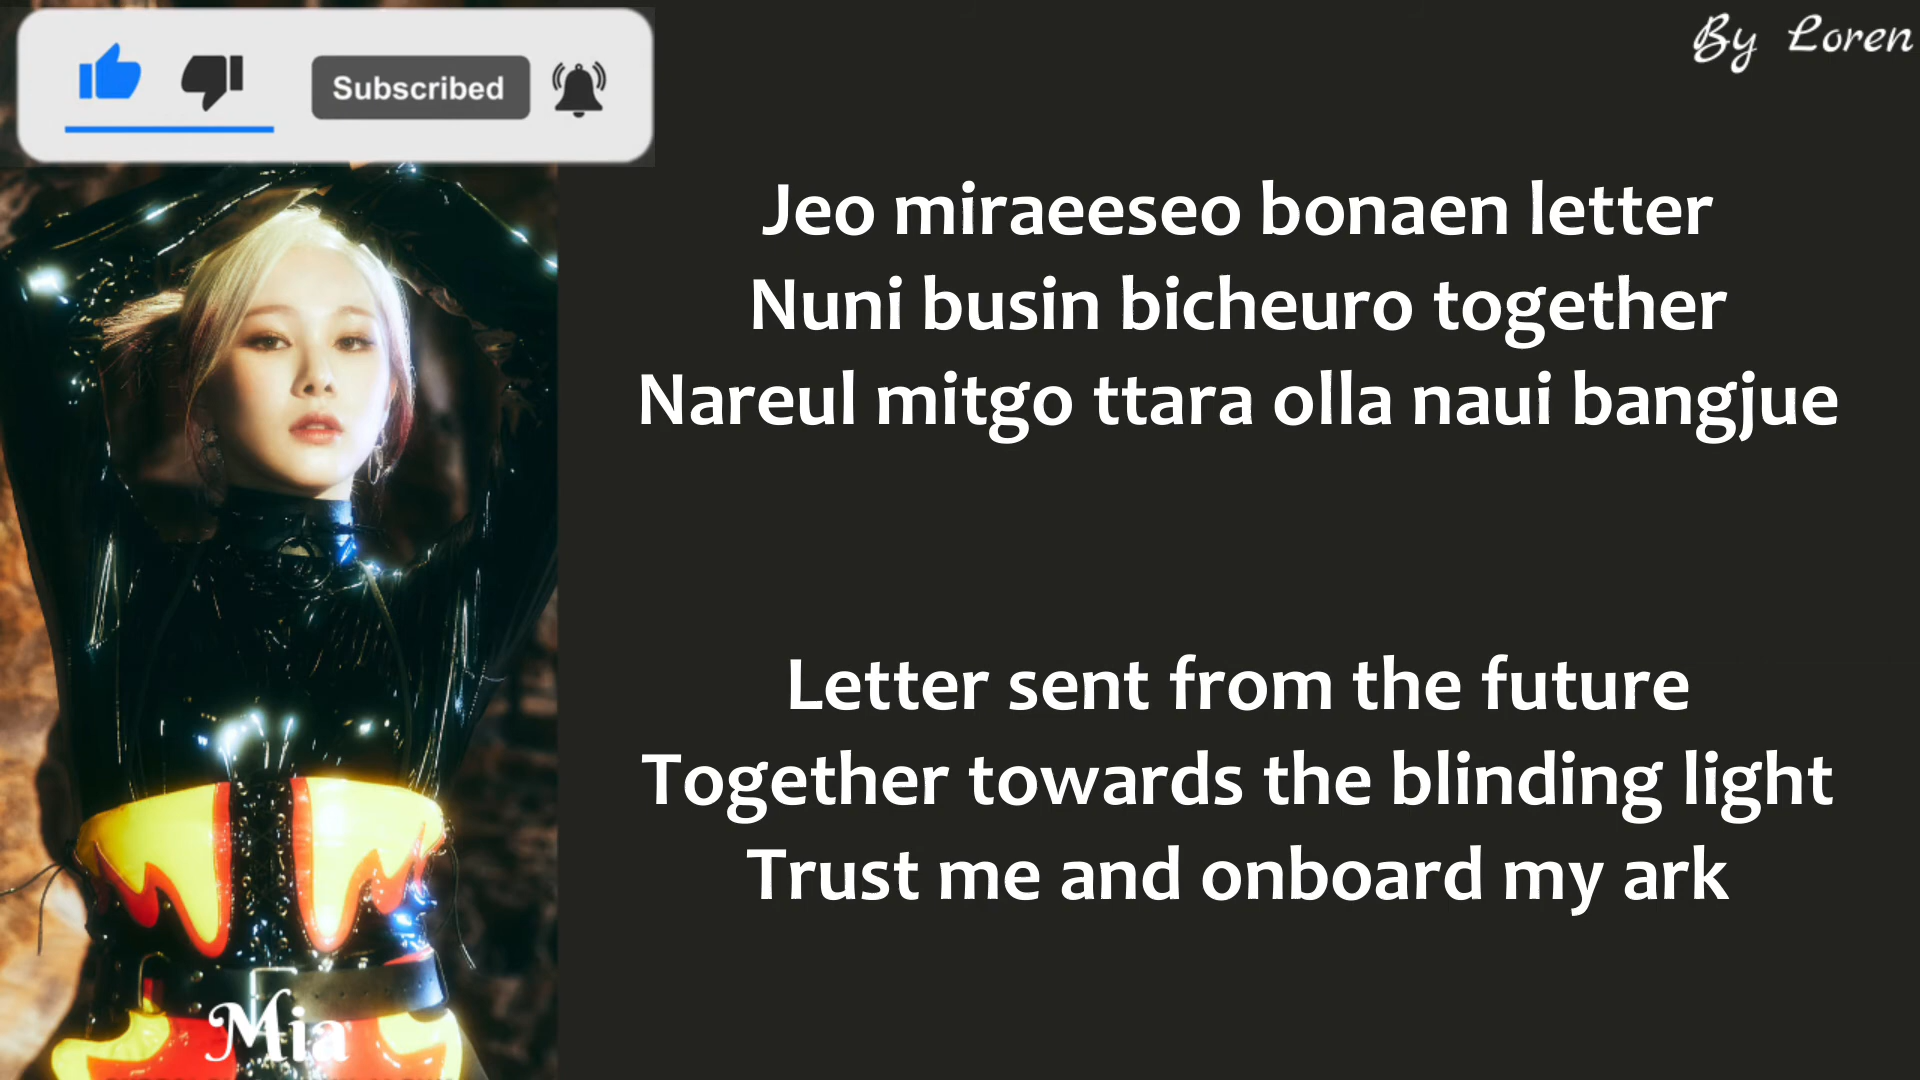 Subscribed
By Loren
Jeo miraeeseo bonaen letter
Nuni busin bicheuro together
Nareul mitgo ttara olla naui bangjue
Letter sent from the future
Together towards the blinding light
Trust me and onboard my ark
Mia